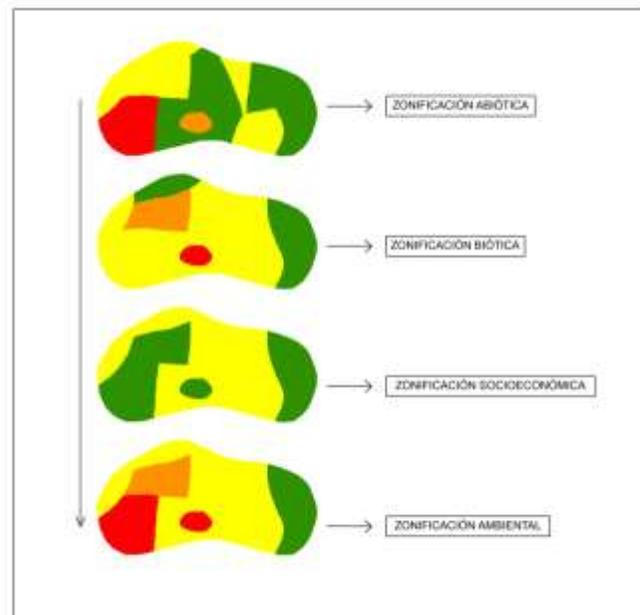 ZONIFICACIÓN ABIÓTICA
ZONIFICACIÓN BIÓTICA
ZONIFICACIÓN SOCIOECONÓMICA
ZONIFICACIÓN AMBIENTAL